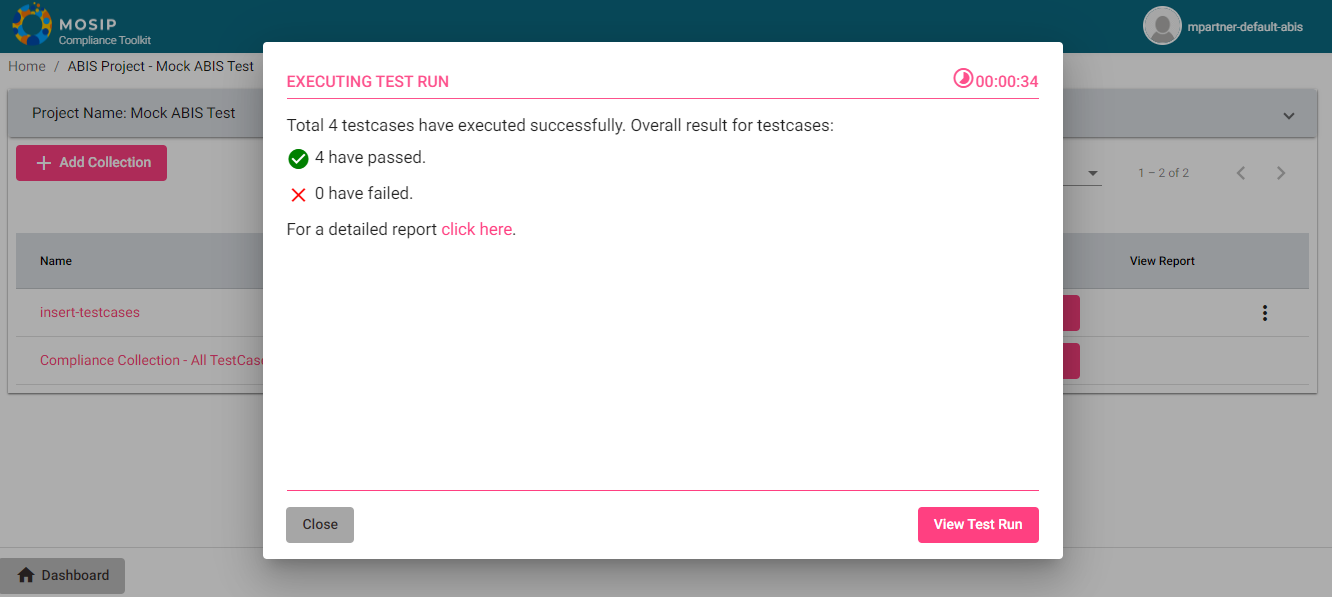 MOSIP
Compliance Toolkit
mpartner-default-abis
Home / ABIS Project - Mock ABIS Test
Project Name: Mock ABIS Test
Add Collection
1 – 2 of 2
Name
View Report
insert-testcases
Compliance Collection - All TestCase
EXECUTING TEST RUN
00:00:34
Total 4 testcases have executed successfully. Overall result for testcases:
4 have passed.
0 have failed.
For a detailed report click here.
Close
View Test Run
Dashboard